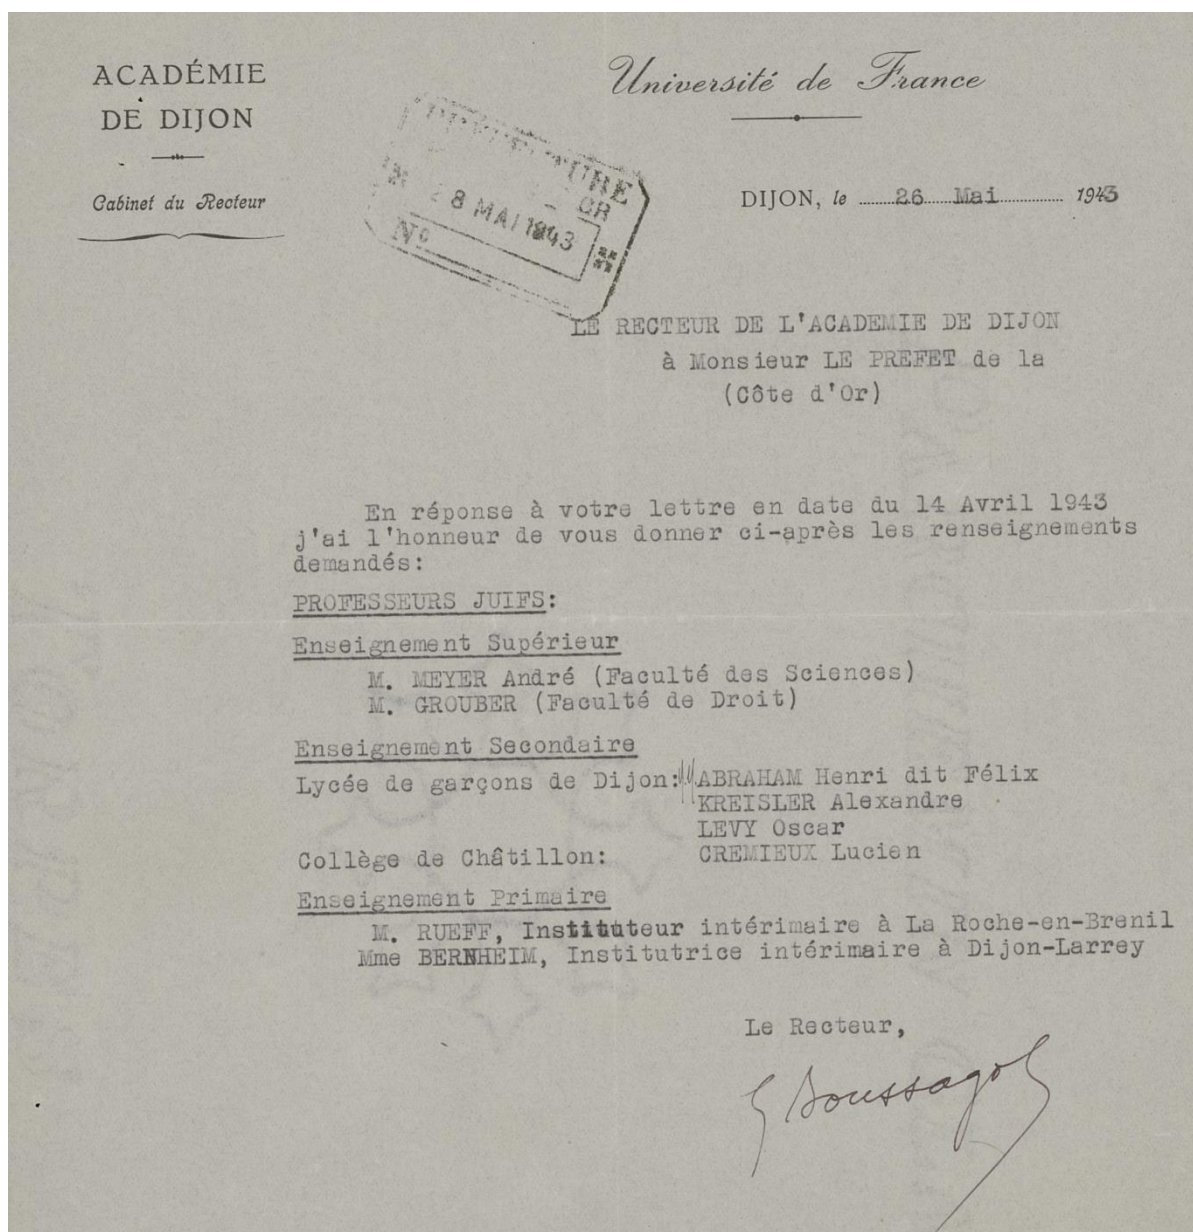 ACADÉMIE
DE DIJON
Cabinet du Recteur
Université de France
PREFECTURE
OR
28 MAI 1943
N°
DIJON, le 26 Mai 1943
LE RECTEUR DE L'ACADEMIE DE DIJON
à Monsieur LE PREFET de la
(Côte d'Or)
En réponse à votre lettre en date du 14 Avril 1943
j'ai l'honneur de vous donner ci-après les renseignements
demandés:
PROFESSEURS JUIFS:
Enseignement Supérieur
M. MEYER André (Faculté des Sciences)
M. GROUBER (Faculté de Droit)
Enseignement Secondaire
Lycée de garçons de Dijon: ABRAHAM Henri dit Félix
KREISLER Alexandre
LEVY Oscar
Collège de Châtillon: CREMIEUX Lucien
Enseignement Primaire
M. RUEFF, Instituteur intérimaire à La Roche-en-Brenil
Mme BERNHEIM, Institutrice intérimaire à Dijon-Larrey
Le Recteur,
G Boussagol